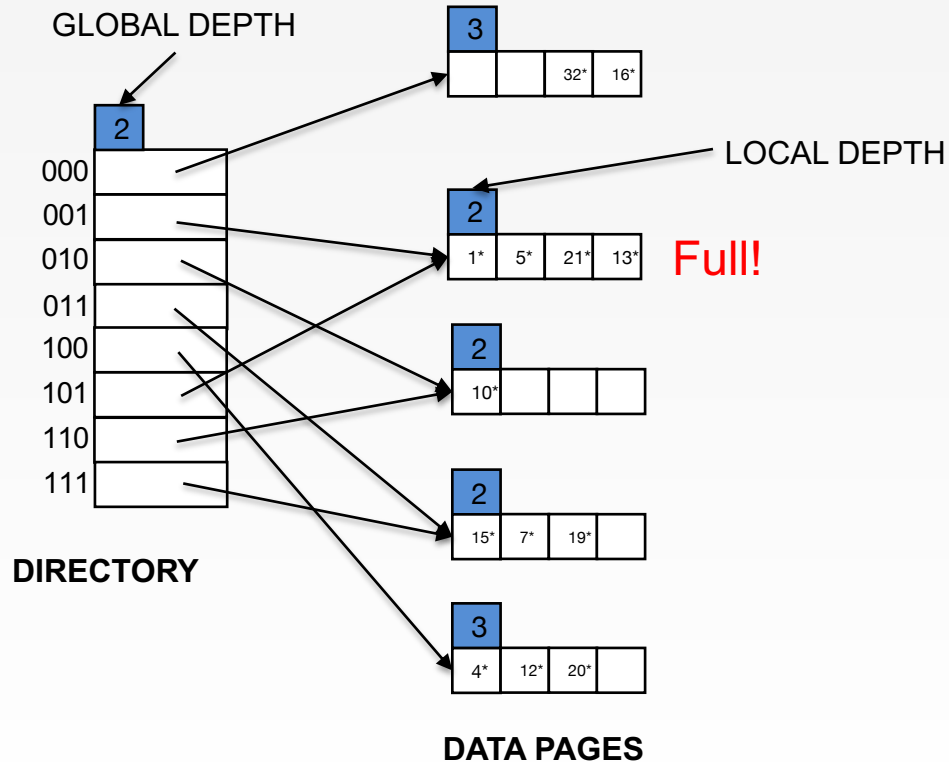 GLOBAL DEPTH
2
000
001
010
011
100
101
110
111
DIRECTORY
3
32* 16*
LOCAL DEPTH
2
1* 5* 21* 13* Full!
2
10*
2
15* 7* 19*
3
4* 12* 20*
DATA PAGES